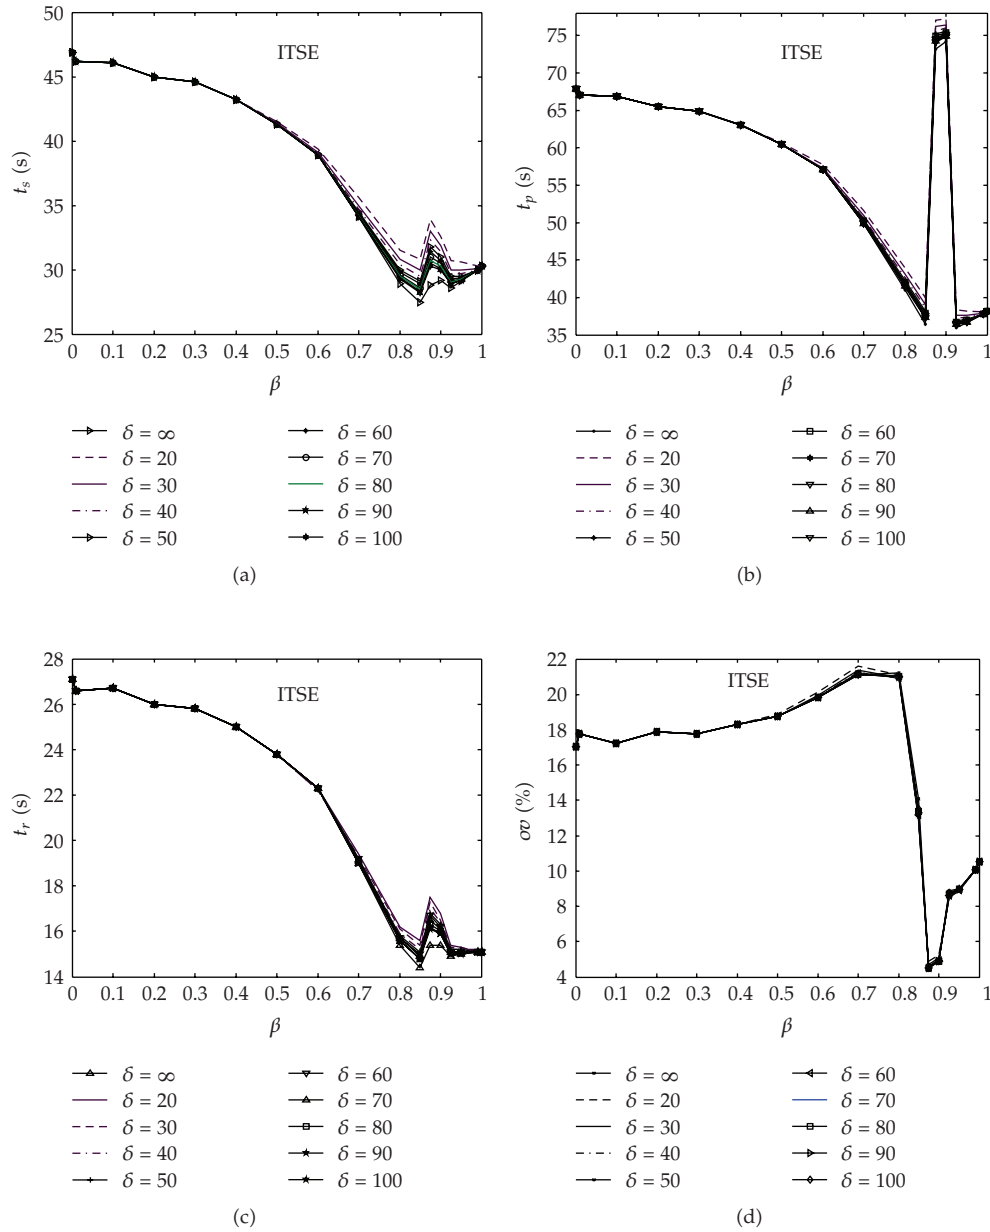 50
45
40
35
30
25
t_s (s)
ITSE
0 0.1 0.2 0.3 0.4 0.5 0.6 0.7 0.8 0.9 1
β
δ = ∞ δ = 60
δ = 20 δ = 70
δ = 30 δ = 80
δ = 40 δ = 90
δ = 50 δ = 100
(a)
75
70
65
60
55
50
45
40
35
t_p (s)
ITSE
0 0.1 0.2 0.3 0.4 0.5 0.6 0.7 0.8 0.9 1
β
δ = ∞ δ = 60
δ = 20 δ = 70
δ = 30 δ = 80
δ = 40 δ = 90
δ = 50 δ = 100
(b)
28
26
24
22
20
18
16
14
t_r (s)
ITSE
0 0.1 0.2 0.3 0.4 0.5 0.6 0.7 0.8 0.9 1
β
δ = ∞ δ = 60
δ = 20 δ = 70
δ = 30 δ = 80
δ = 40 δ = 90
δ = 50 δ = 100
(c)
22
20
18
16
14
12
10
8
6
4
ov (%)
ITSE
0 0.1 0.2 0.3 0.4 0.5 0.6 0.7 0.8 0.9 1
β
δ = ∞ δ = 60
δ = 20 δ = 70
δ = 30 δ = 80
δ = 40 δ = 90
δ = 50 δ = 100
(d)